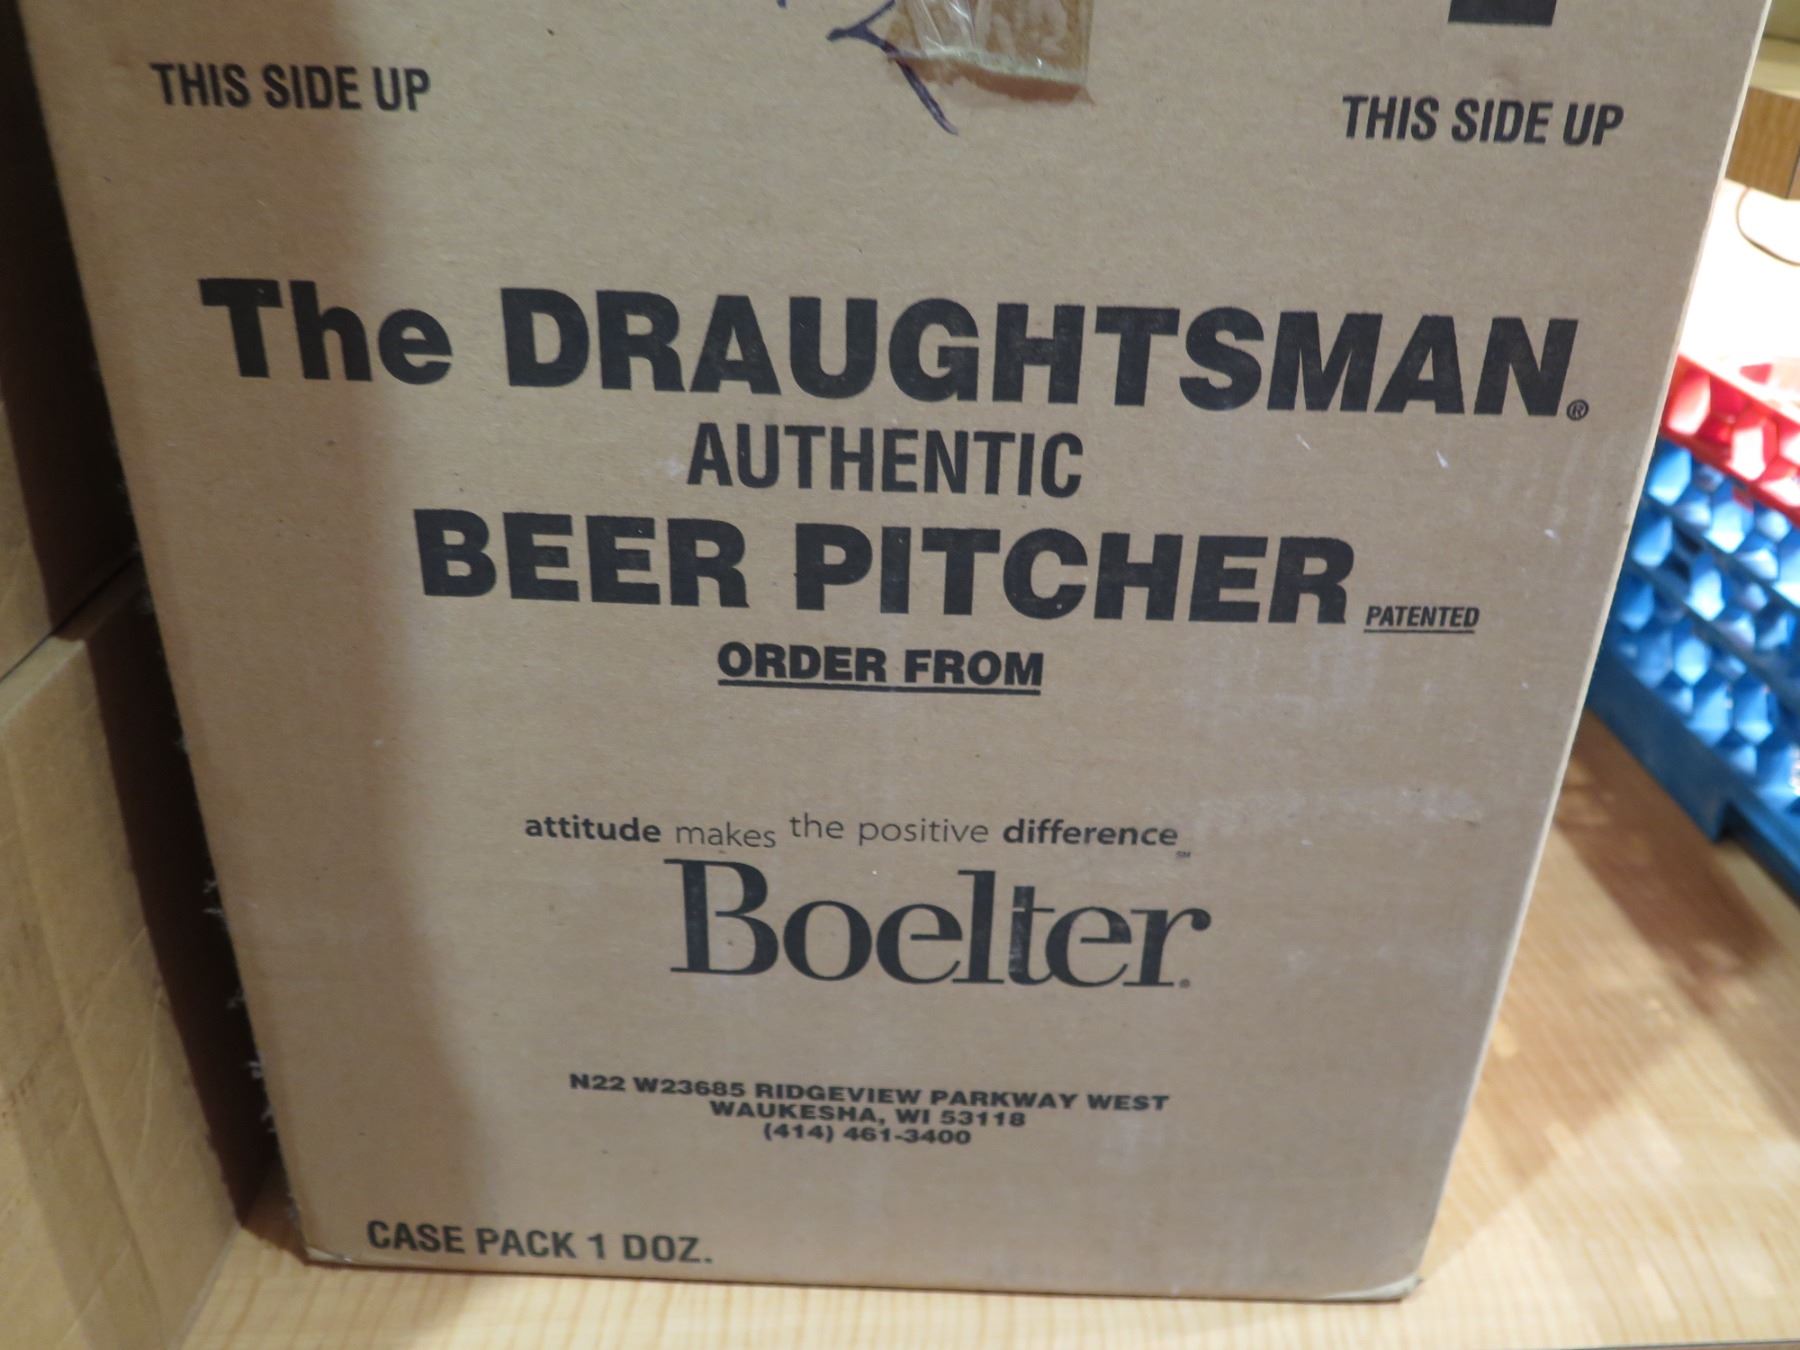 THIS SIDE UP
THIS SIDE UP
The DRAUGHTSMAN®
AUTHENTIC
BEER PITCHER PATENTED
ORDER FROM
attitude makes the positive difference℠
Boelter®
N22 W23685 RIDGEVIEW PARKWAY WEST
WAUKESHA, WI 53118
(414) 461-3400
CASE PACK 1 DOZ.